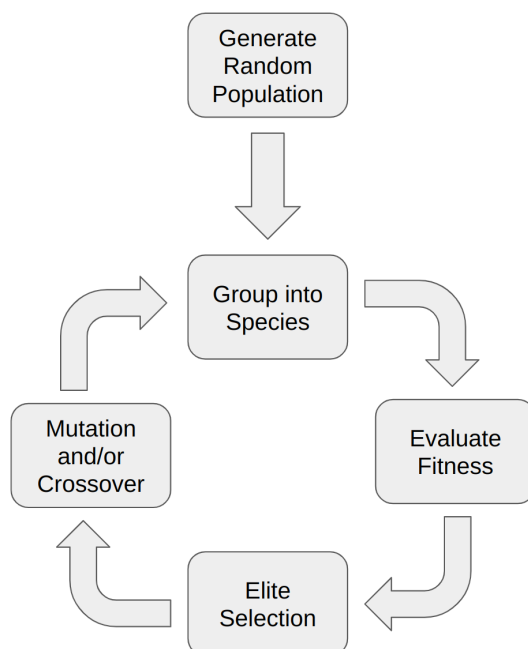 Generate
Random
Population
Group into
Species
Evaluate
Fitness
Elite
Selection
Mutation
and/or
Crossover